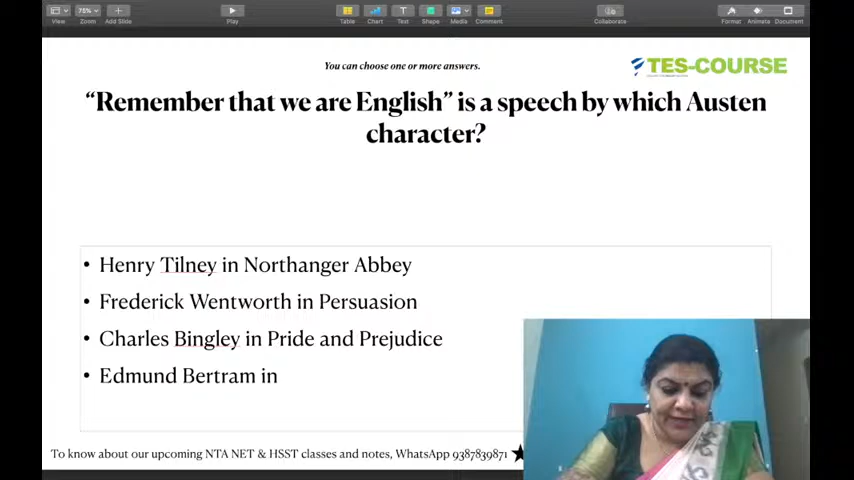 View
Zoom
Add Slide
Play
Table
Chart
Text
Shape
Media
Comment
Collaborate
Format
Animate
Document
75%
You can choose one or more answers.
TES-COURSE
“Remember that we are English” is a speech by which Austen
character?
• Henry Tilney in Northanger Abbey
• Frederick Wentworth in Persuasion
• Charles Bingley in Pride and Prejudice
• Edmund Bertram in
To know about our upcoming NTA NET & HSST classes and notes, WhatsApp 9387839871